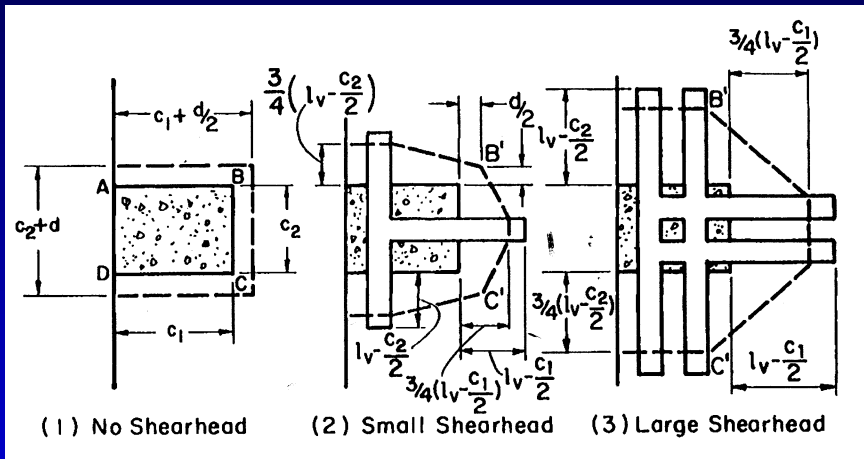 c₁ + d/2
A
B
c₂+d
c₂
D
C
c₁
(1) No Shearhead
3/4(lᵥ-c₂/2)
d/2
B'
C'
lᵥ-c₂/2
3/4(lᵥ-c₁/2)
lᵥ-c₁/2
(2) Small Shearhead
3/4(lᵥ-c₁/2)
lᵥ-c₂/2
B'
3/4(lᵥ-c₂/2)
C'
lᵥ-c₁/2
(3) Large Shearhead